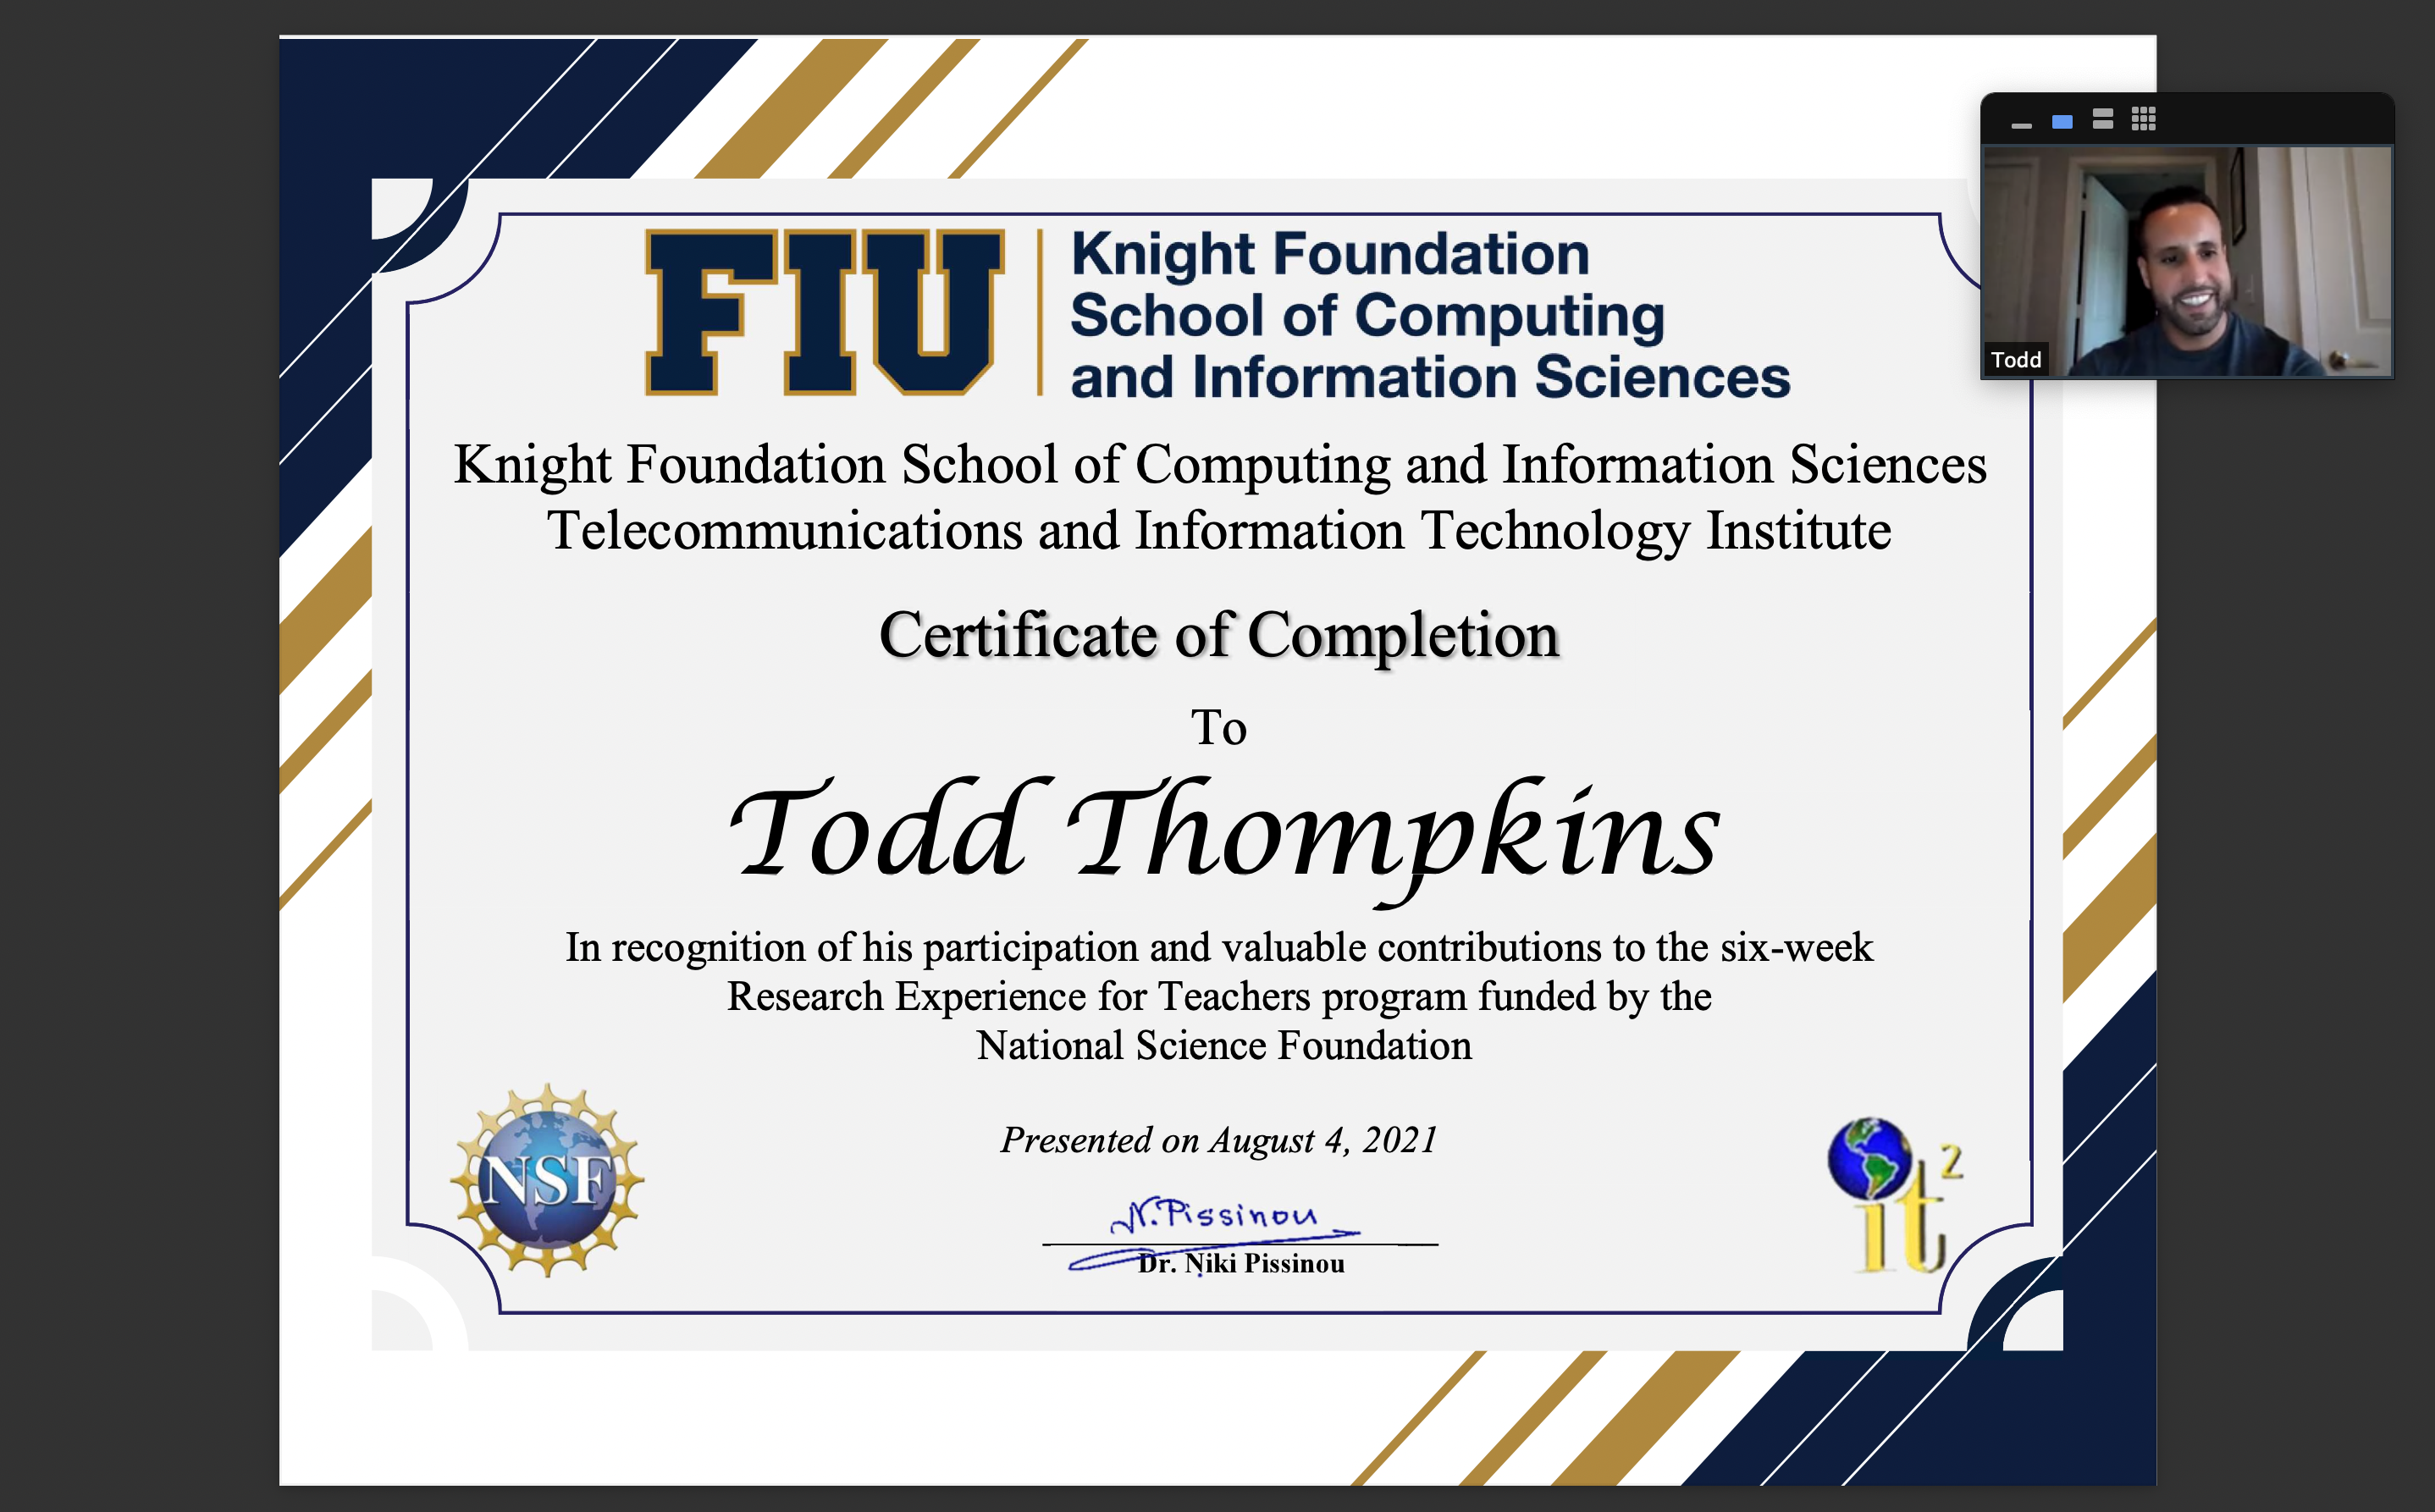 FIU
Knight Foundation
School of Computing
and Information Sciences
Todd
Knight Foundation School of Computing and Information Sciences
Telecommunications and Information Technology Institute
Certificate of Completion
To
Todd Thompkins
In recognition of his participation and valuable contributions to the six-week
Research Experience for Teachers program funded by the
National Science Foundation
Presented on August 4, 2021
N. Pissinou
Dr. Niki Pissinou
NSF
it2